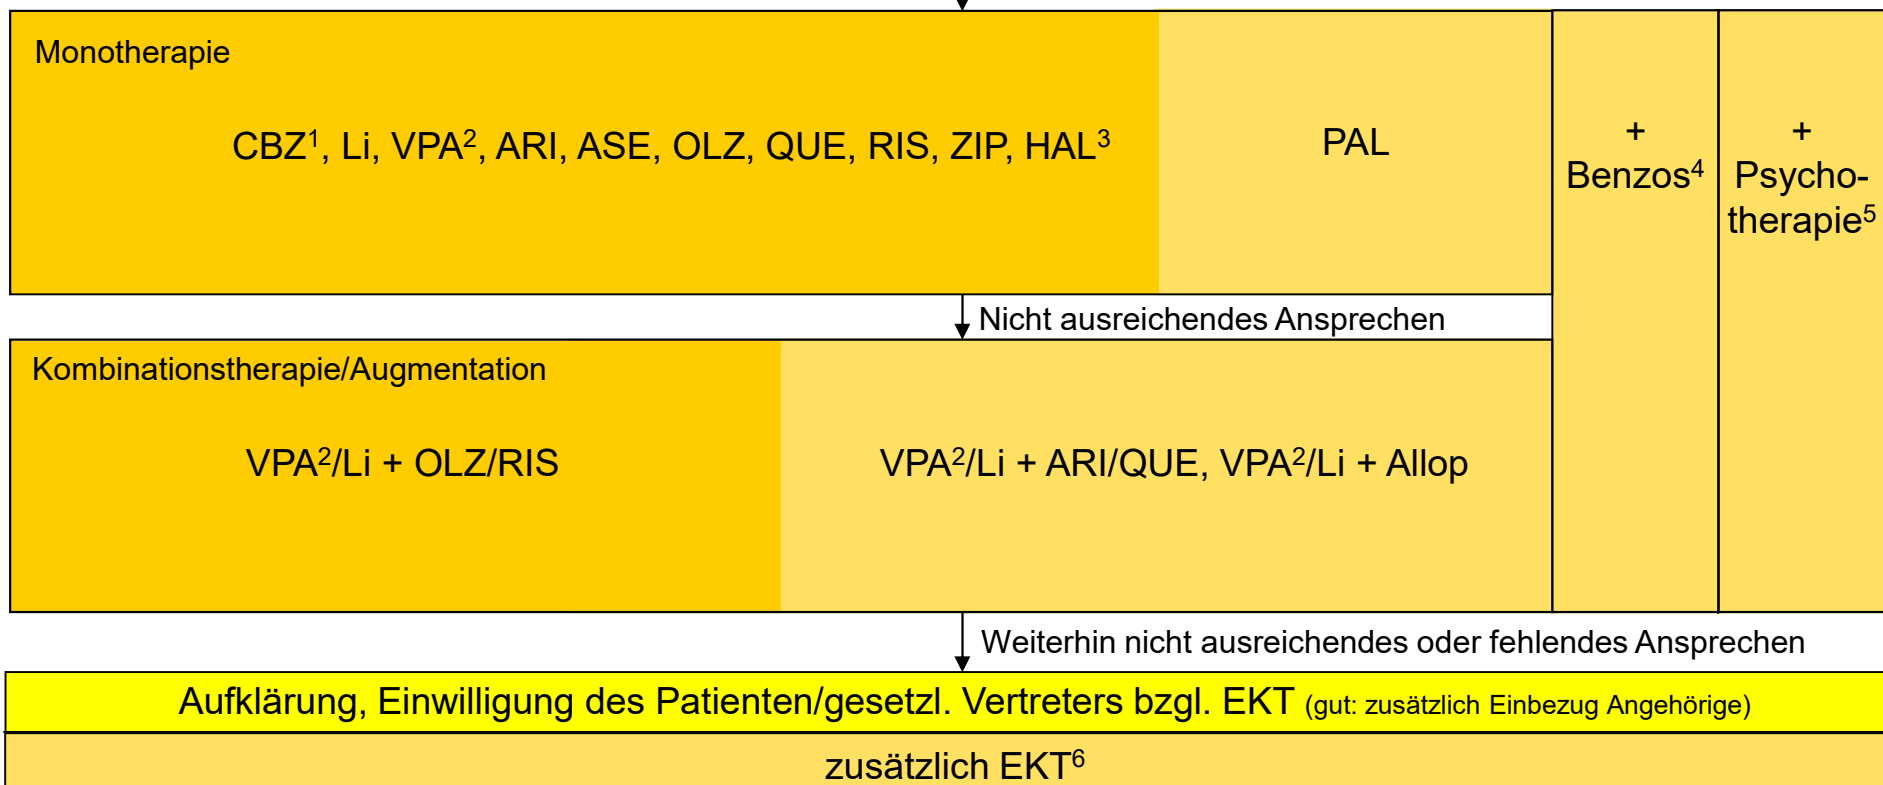 Monotherapie
CBZ¹, Li, VPA², ARI, ASE, OLZ, QUE, RIS, ZIP, HAL³
PAL
+
Benzos⁴
+
Psycho-
therapie⁵
Nicht ausreichendes Ansprechen
Kombinationstherapie/Augmentation
VPA²/Li + OLZ/RIS
VPA²/Li + ARI/QUE, VPA²/Li + Allop
Weiterhin nicht ausreichendes oder fehlendes Ansprechen
Aufklärung, Einwilligung des Patienten/gesetzl. Vertreters bzgl. EKT (gut: zusätzlich Einbezug Angehörige)
zusätzlich EKT⁶